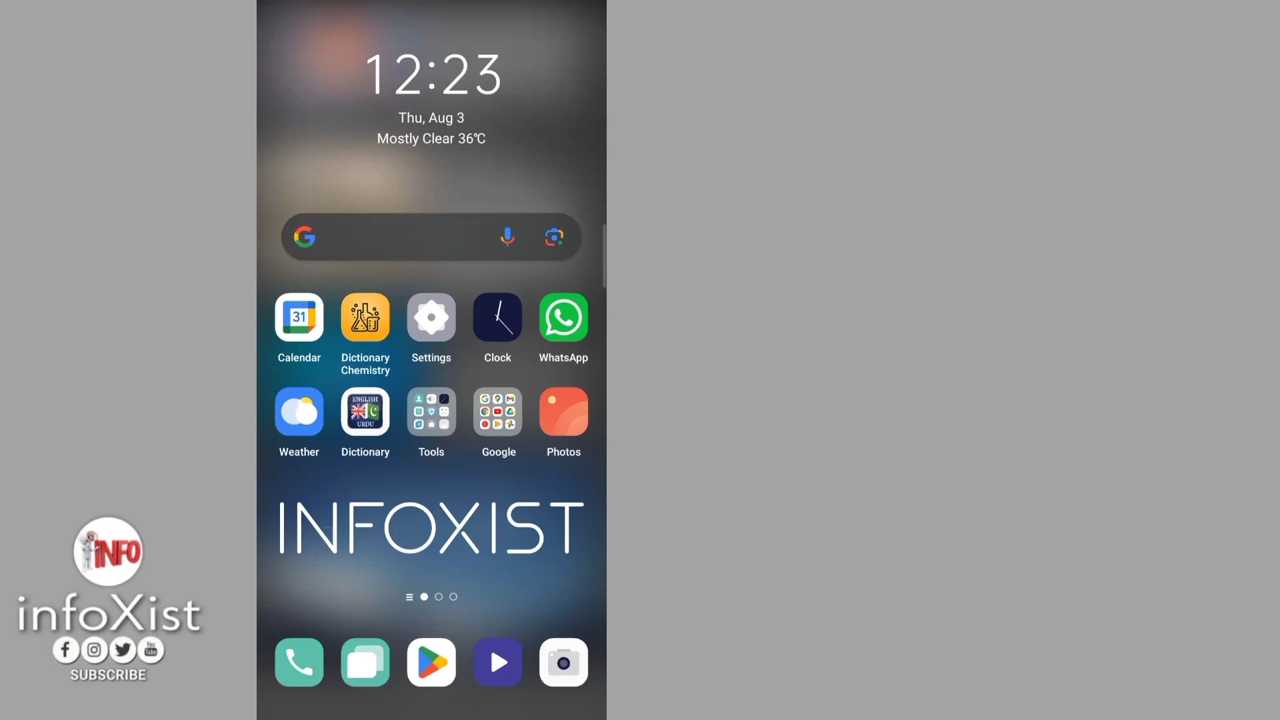 12:23
Thu, Aug 3
Mostly Clear 36°C
31
Calendar
Dictionary
Chemistry
Settings
Clock
WhatsApp
ENGLISH
URDU
Weather
Dictionary
Tools
Google
Photos
INFOXIST
INFO
infoXist
SUBSCRIBE